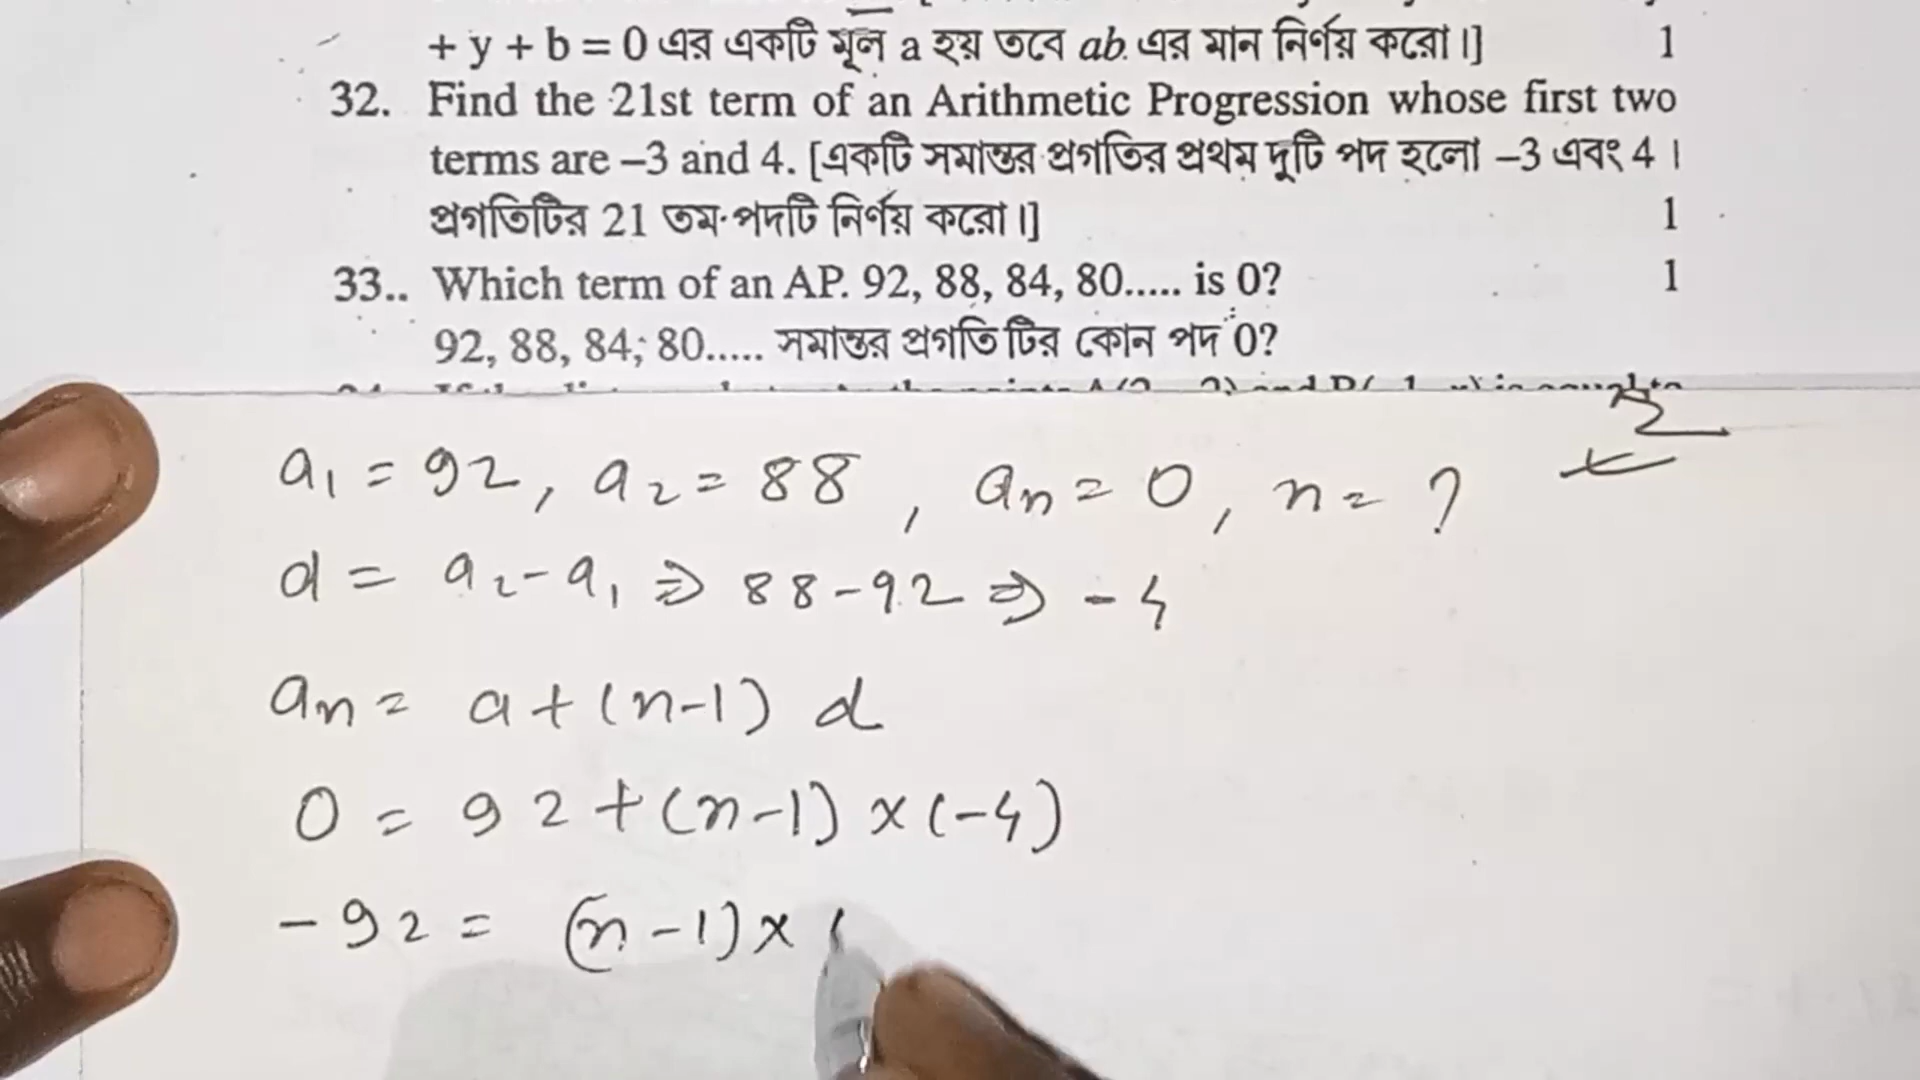 + y + b = 0 এর একটি মূল a হয় তবে ab. এর মান নির্ণয় করো।] 1
32. Find the 21st term of an Arithmetic Progression whose first two
terms are –3 and 4. [একটি সমান্তর প্রগতির প্রথম দুটি পদ হলো –3 এবং 4।
প্রগতিটির 21 তম পদটি নির্ণয় করো।] 1
33.. Which term of an AP. 92, 88, 84, 80..... is 0? 1
92, 88, 84, 80..... সমান্তর প্রগতি টির কোন পদ 0?
a₁ = 92, a₂ = 88, aₙ = 0, n = ?
d = a₂ - a₁ ⇒ 88 - 92 ⇒ - 4
aₙ = a + (n-1) d
0 = 92 + (n-1) × (-4)
- 92 = (n - 1) × (